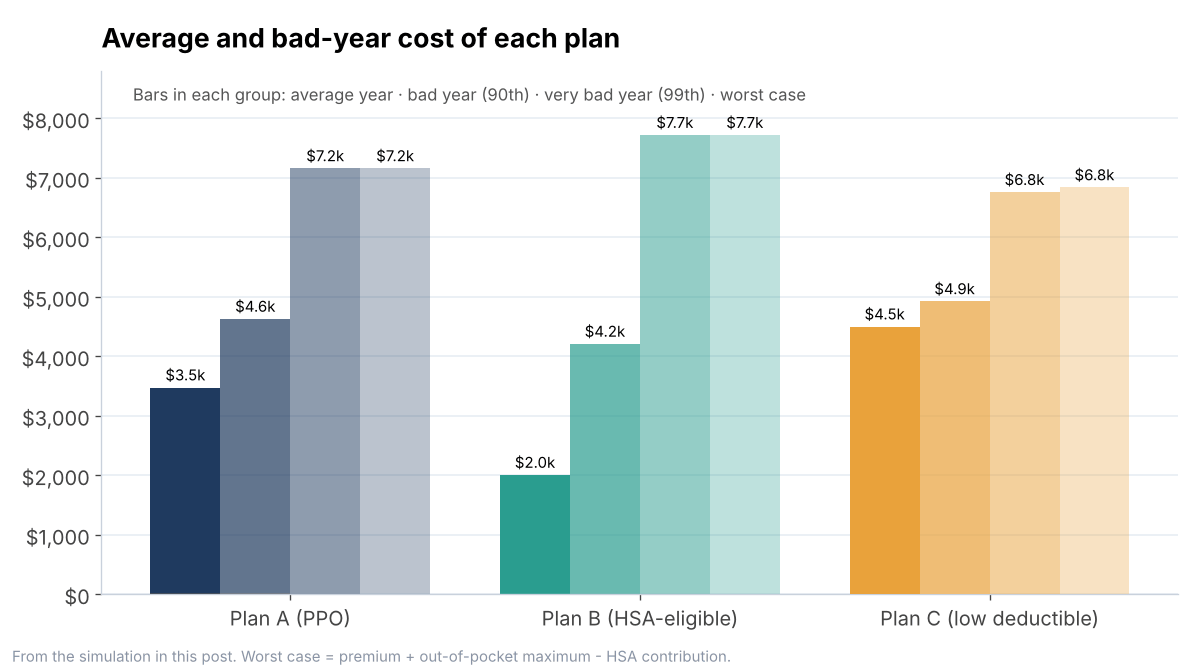 Average and bad-year cost of each plan
Bars in each group: average year · bad year (90th) · very bad year (99th) · worst case
$8,000
$7,000
$6,000
$5,000
$4,000
$3,000
$2,000
$1,000
$0
$3.5k
$4.6k
$7.2k
$7.2k
$2.0k
$4.2k
$7.7k
$7.7k
$4.5k
$4.9k
$6.8k
$6.8k
Plan A (PPO)
Plan B (HSA-eligible)
Plan C (low deductible)
From the simulation in this post. Worst case = premium + out-of-pocket maximum - HSA contribution.